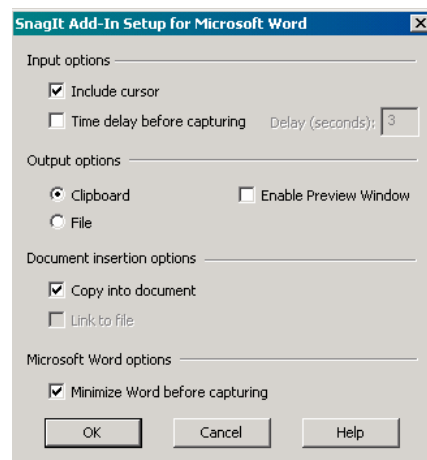 SnagIt Add-In Setup for Microsoft Word
Input options
Include cursor
Time delay before capturing Delay (seconds): 3
Output options
Clipboard Enable Preview Window
File
Document insertion options
Copy into document
Link to file
Microsoft Word options
Minimize Word before capturing
OK Cancel Help